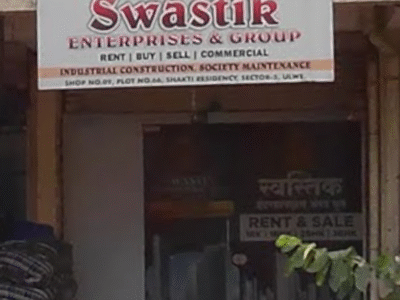 Swastik
ENTERPRISES & GROUP
RENT | BUY | SELL | COMMERCIAL
INDUSTRIAL CONSTRUCTION, SOCIETY MAINTENANCE
SHOP NO.09, PLOT NO.66, SHAKTI RESIDENCY, SECTOR-5, ULWE.
स्वस्तिक
RENT & SALE